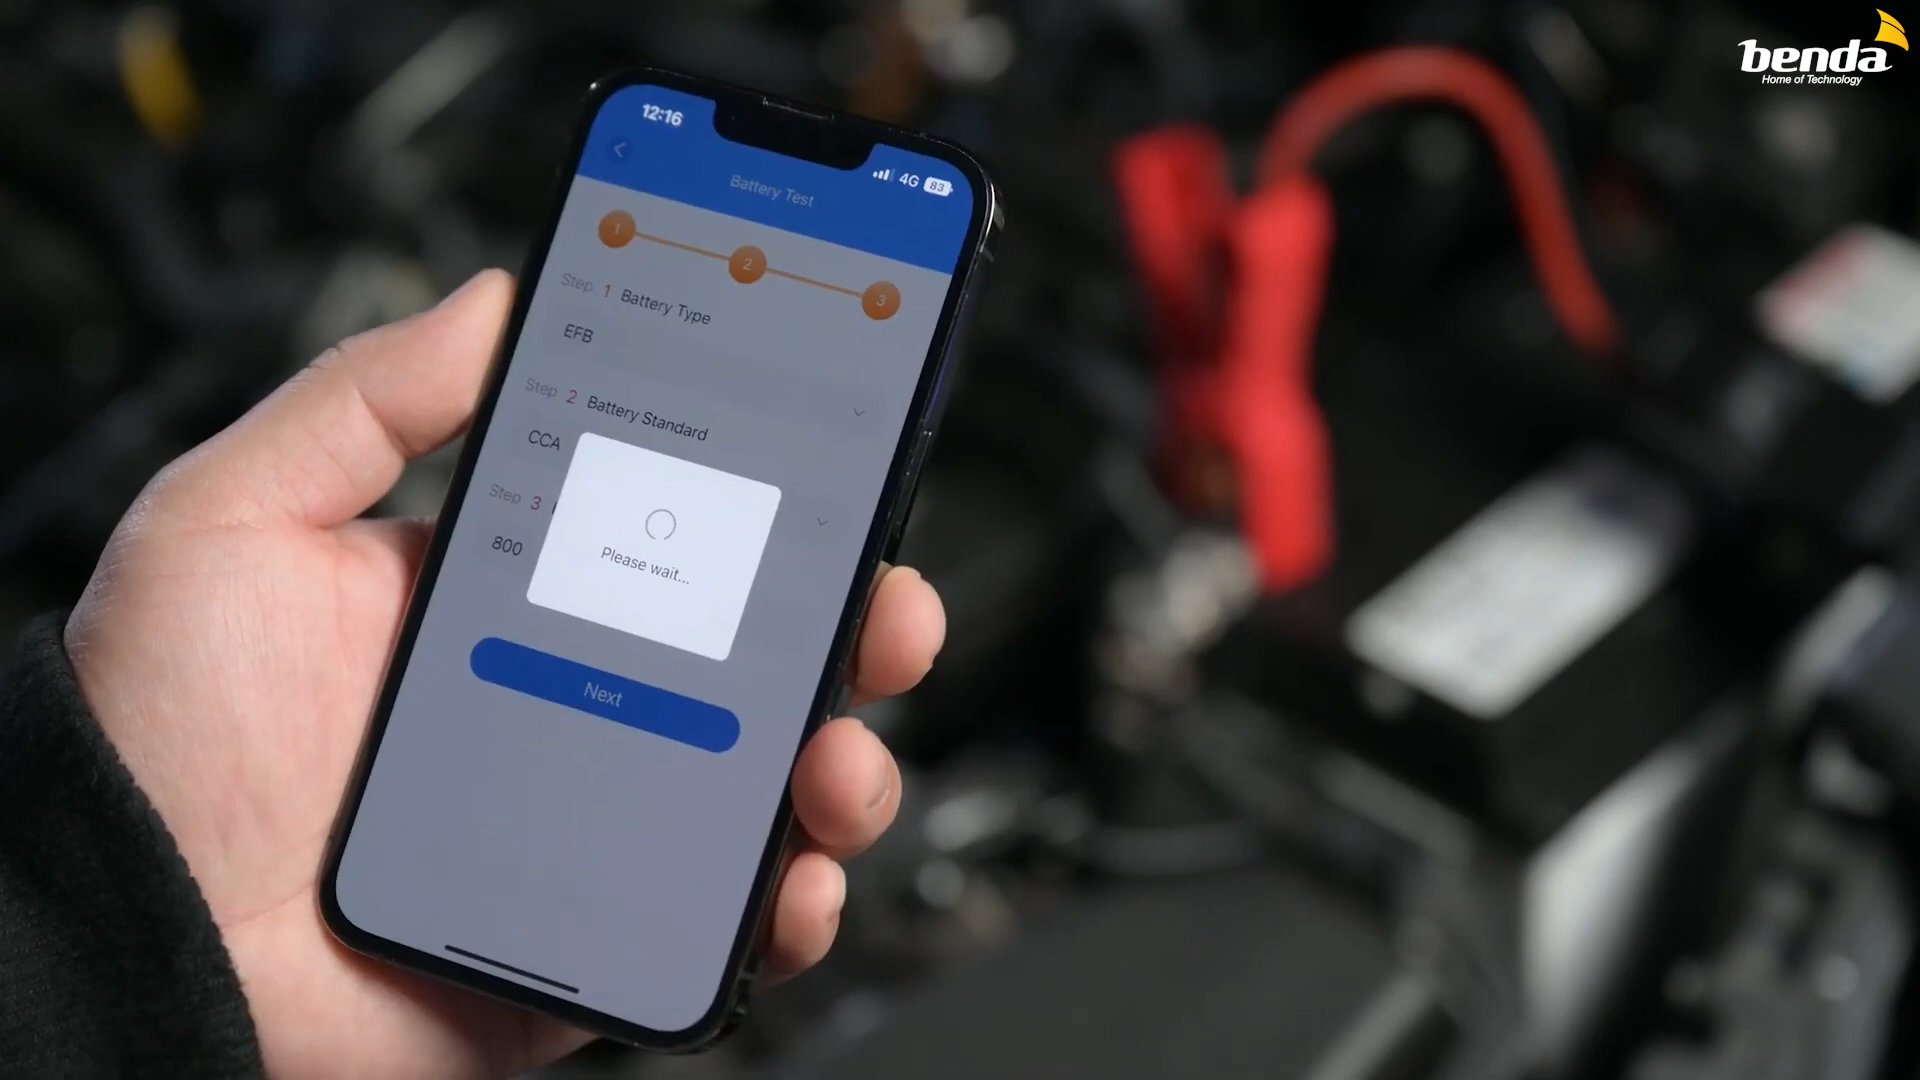 benda
Home of Technology
12:16
4G 83
Battery Test
1 2 3
Step 1 Battery Type
EFB
Step 2 Battery Standard
CCA
Step 3
800
Please wait...
Next